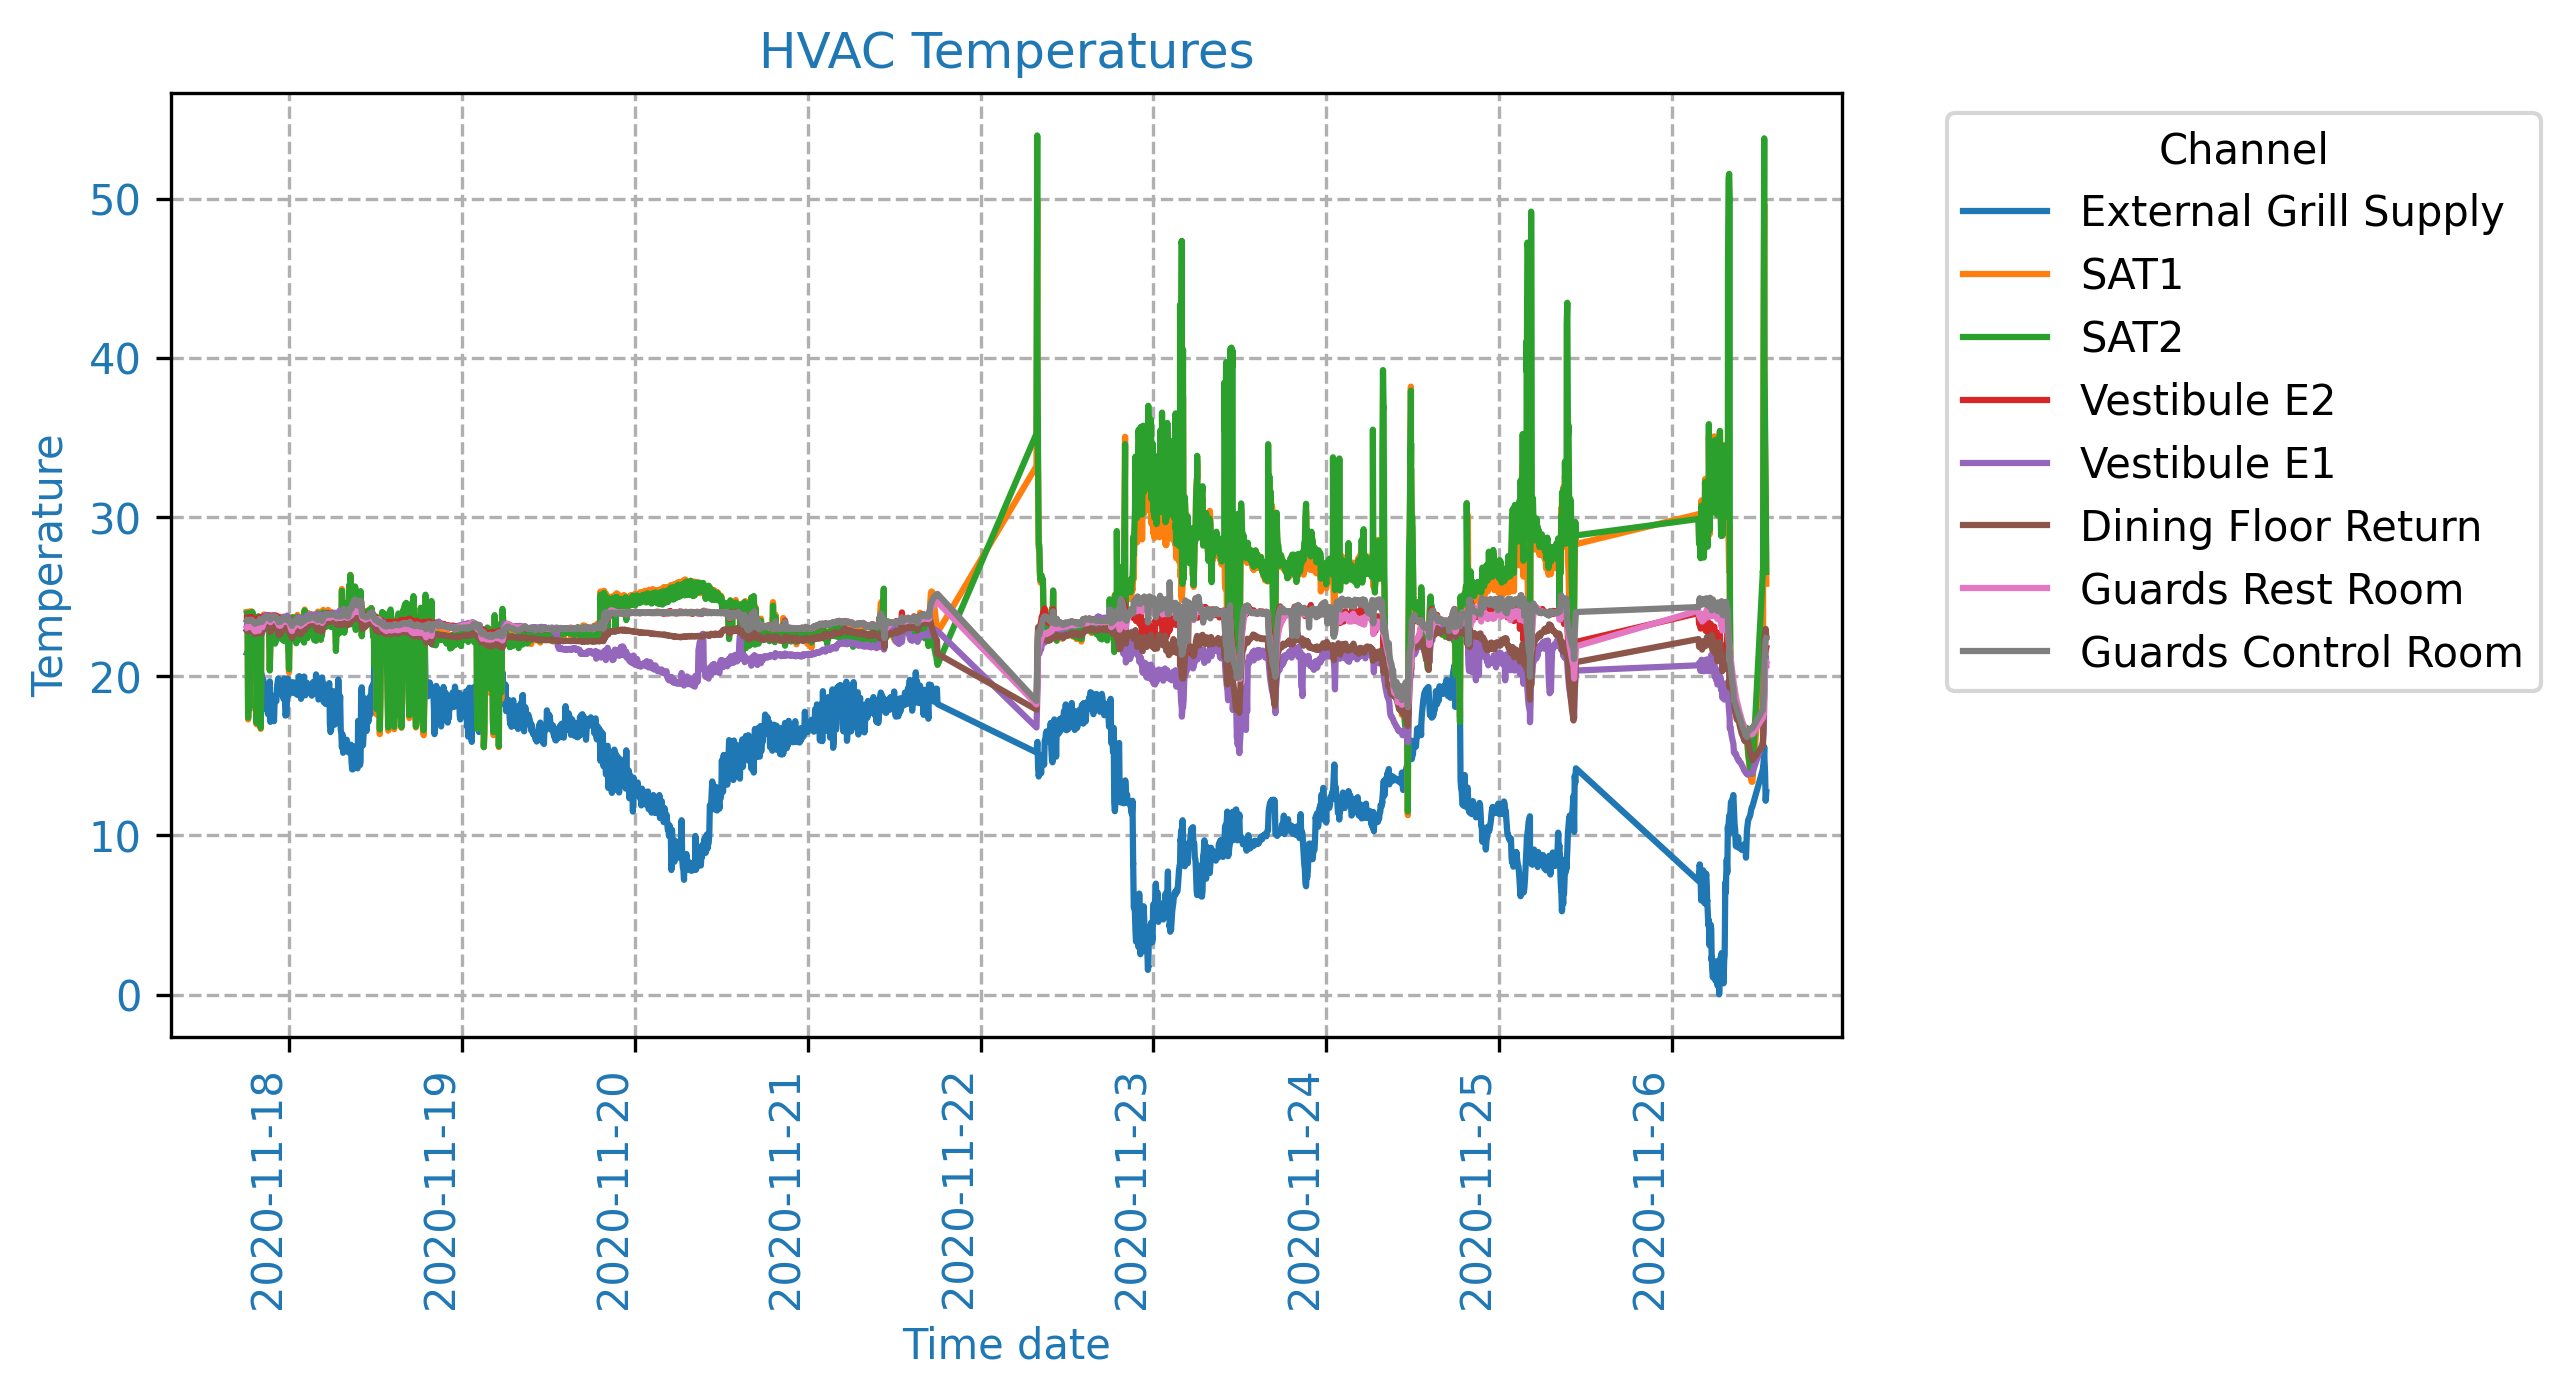 HVAC Temperatures
Temperature
50
40
30
20
10
0
2020-11-18
2020-11-19
2020-11-20
2020-11-21
2020-11-22
2020-11-23
2020-11-24
2020-11-25
2020-11-26
Time date
Channel
External Grill Supply
SAT1
SAT2
Vestibule E2
Vestibule E1
Dining Floor Return
Guards Rest Room
Guards Control Room